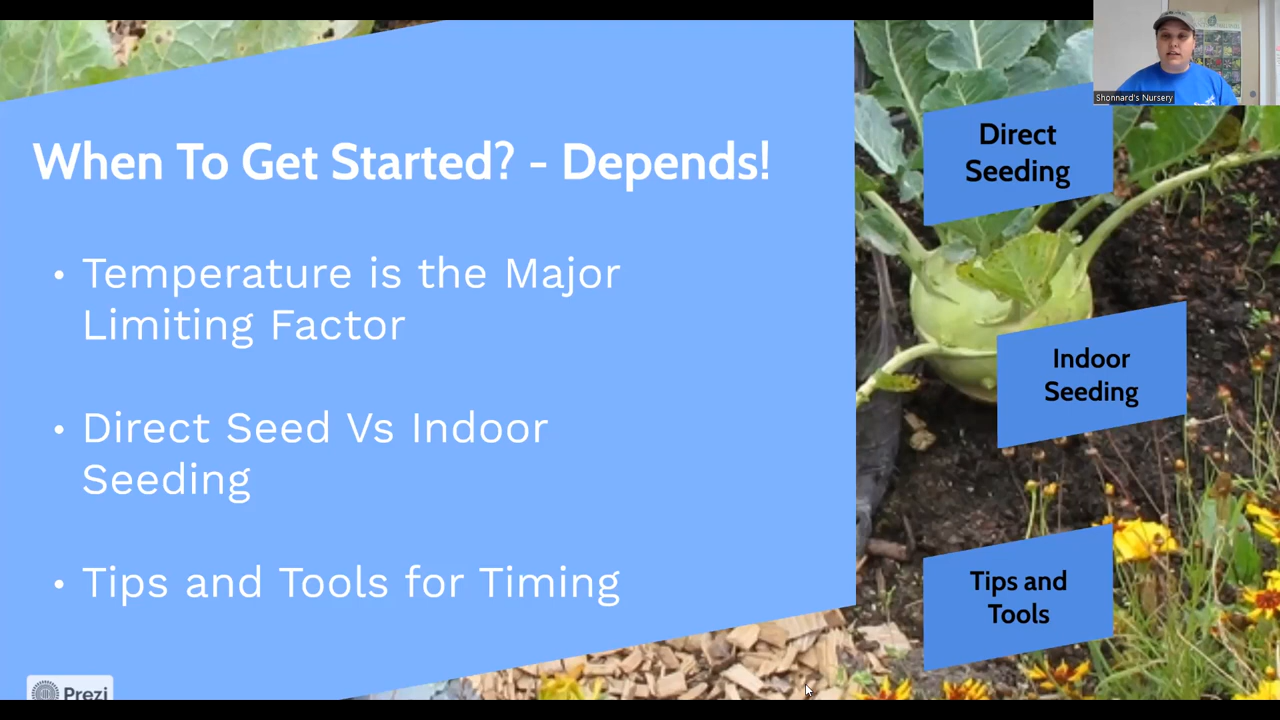 When To Get Started? - Depends!
• Temperature is the Major
Limiting Factor
• Direct Seed Vs Indoor
Seeding
• Tips and Tools for Timing
Direct
Seeding
Indoor
Seeding
Tips and
Tools
Shonnard's Nursery
Prezi